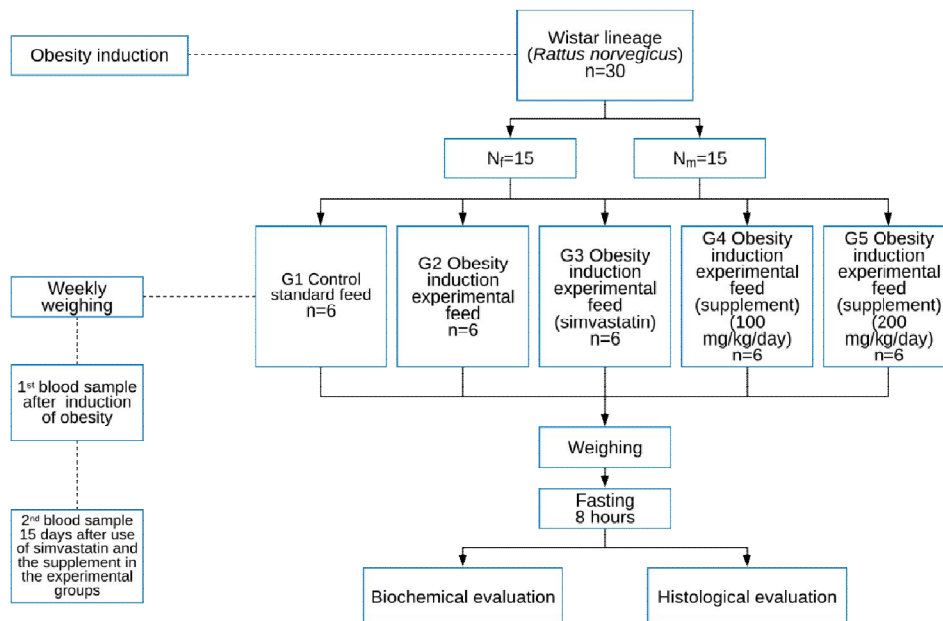 Wistar lineage
(Rattus norvegicus)
n=30
Obesity induction
Nf=15
Nm=15
G1 Control
standard feed
n=6
G2 Obesity
induction
experimental
feed
n=6
G3 Obesity
induction
experimental
feed
(simvastatin)
n=6
G4 Obesity
induction
experimental
feed
(supplement)
(100
mg/kg/day)
n=6
G5 Obesity
induction
experimental
feed
(supplement)
(200
mg/kg/day)
n=6
Weekly
weighing
1st blood sample
after induction
of obesity
2nd blood sample
15 days after use
of simvastatin and
the supplement in
the experimental
groups
Weighing
Fasting
8 hours
Biochemical evaluation
Histological evaluation